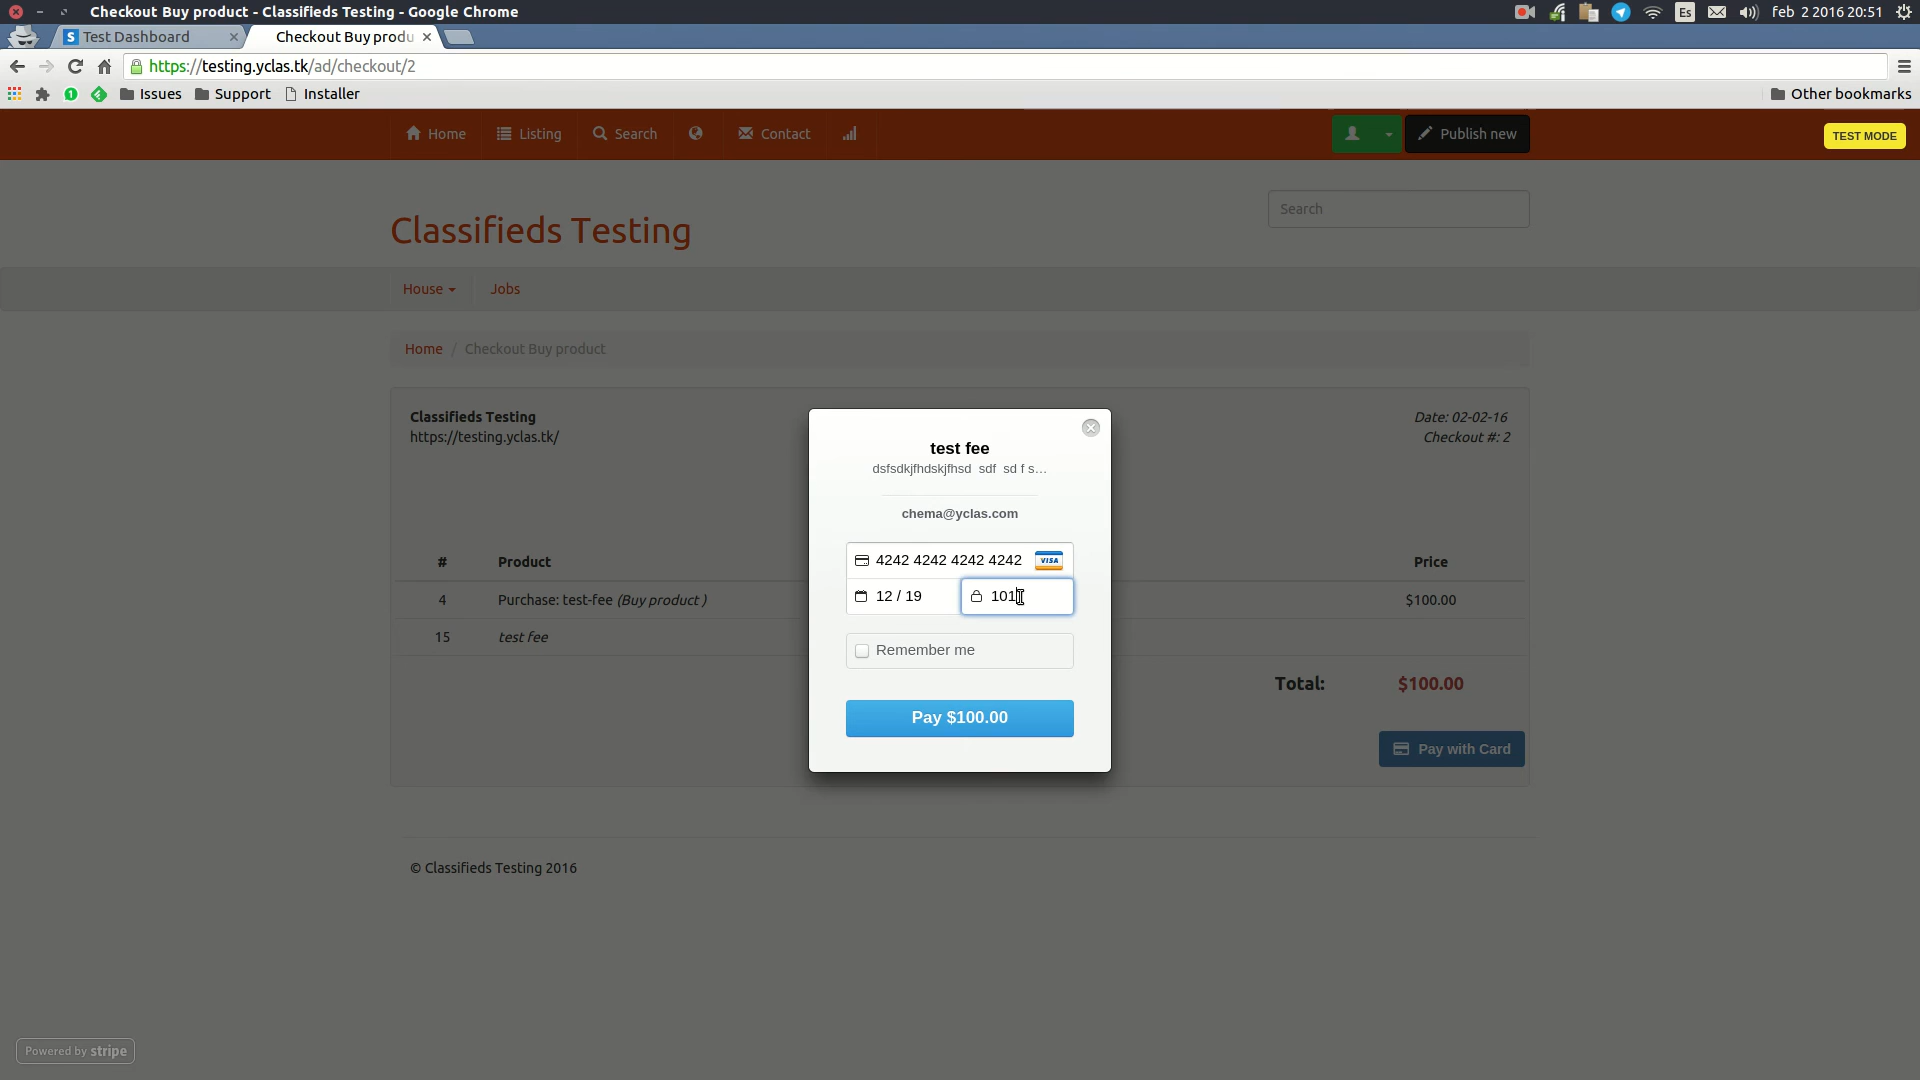 Checkout Buy product - Classifieds Testing - Google Chrome
Es
feb 2 2016 20:51
S Test Dashboard
Checkout Buy produ
https://testing.yclas.tk/ad/checkout/2
1 Issues Support Installer
Other bookmarks
Home Listing Search Contact
Publish new
TEST MODE
Classifieds Testing
Search
House Jobs
Home / Checkout Buy product
Classifieds Testing
https://testing.yclas.tk/
Date: 02-02-16
Checkout #: 2
test fee
dsfsdkjfhdskjfhsd sdf sd f s...
chema@yclas.com
4242 4242 4242 4242 VISA
12 / 19
101
Remember me
Pay $100.00
# Product Price
4 Purchase: test-fee (Buy product ) $100.00
15 test fee
Total: $100.00
Pay with Card
© Classifieds Testing 2016
Powered by stripe